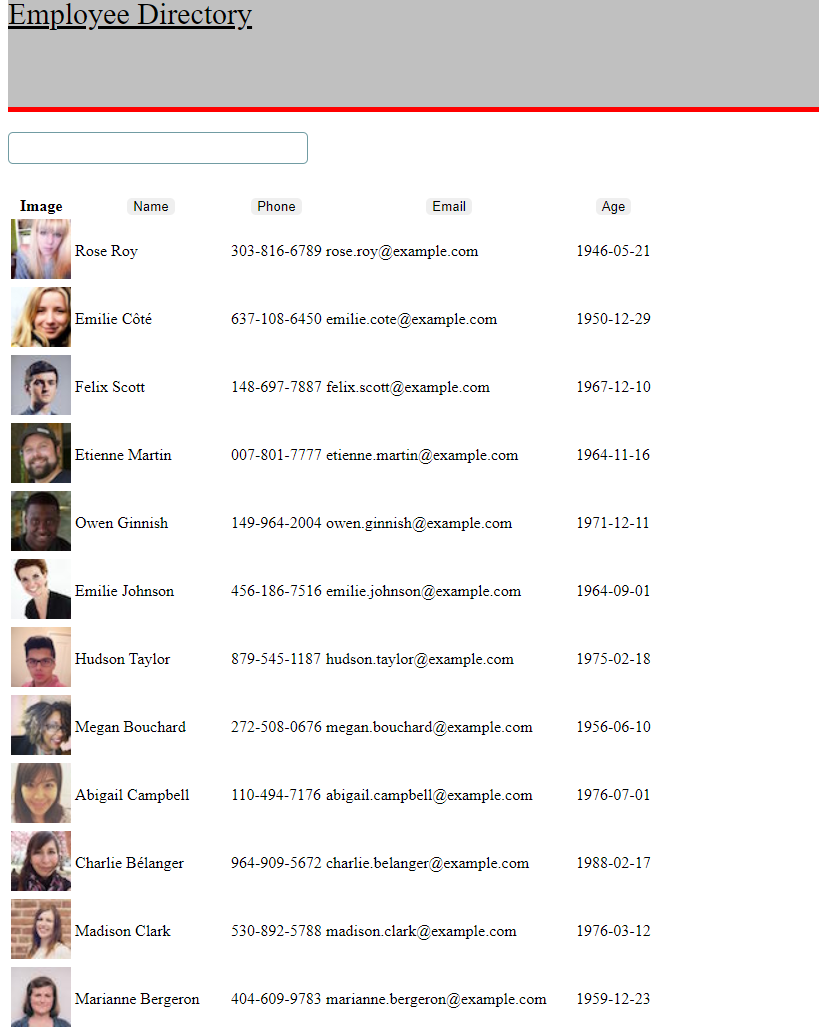 Employee Directory
Image Name Phone Email Age
Rose Roy 303-816-6789 rose.roy@example.com 1946-05-21
Emilie Côté 637-108-6450 emilie.cote@example.com 1950-12-29
Felix Scott 148-697-7887 felix.scott@example.com 1967-12-10
Etienne Martin 007-801-7777 etienne.martin@example.com 1964-11-16
Owen Ginnish 149-964-2004 owen.ginnish@example.com 1971-12-11
Emilie Johnson 456-186-7516 emilie.johnson@example.com 1964-09-01
Hudson Taylor 879-545-1187 hudson.taylor@example.com 1975-02-18
Megan Bouchard 272-508-0676 megan.bouchard@example.com 1956-06-10
Abigail Campbell 110-494-7176 abigail.campbell@example.com 1976-07-01
Charlie Bélanger 964-909-5672 charlie.belanger@example.com 1988-02-17
Madison Clark 530-892-5788 madison.clark@example.com 1976-03-12
Marianne Bergeron 404-609-9783 marianne.bergeron@example.com 1959-12-23